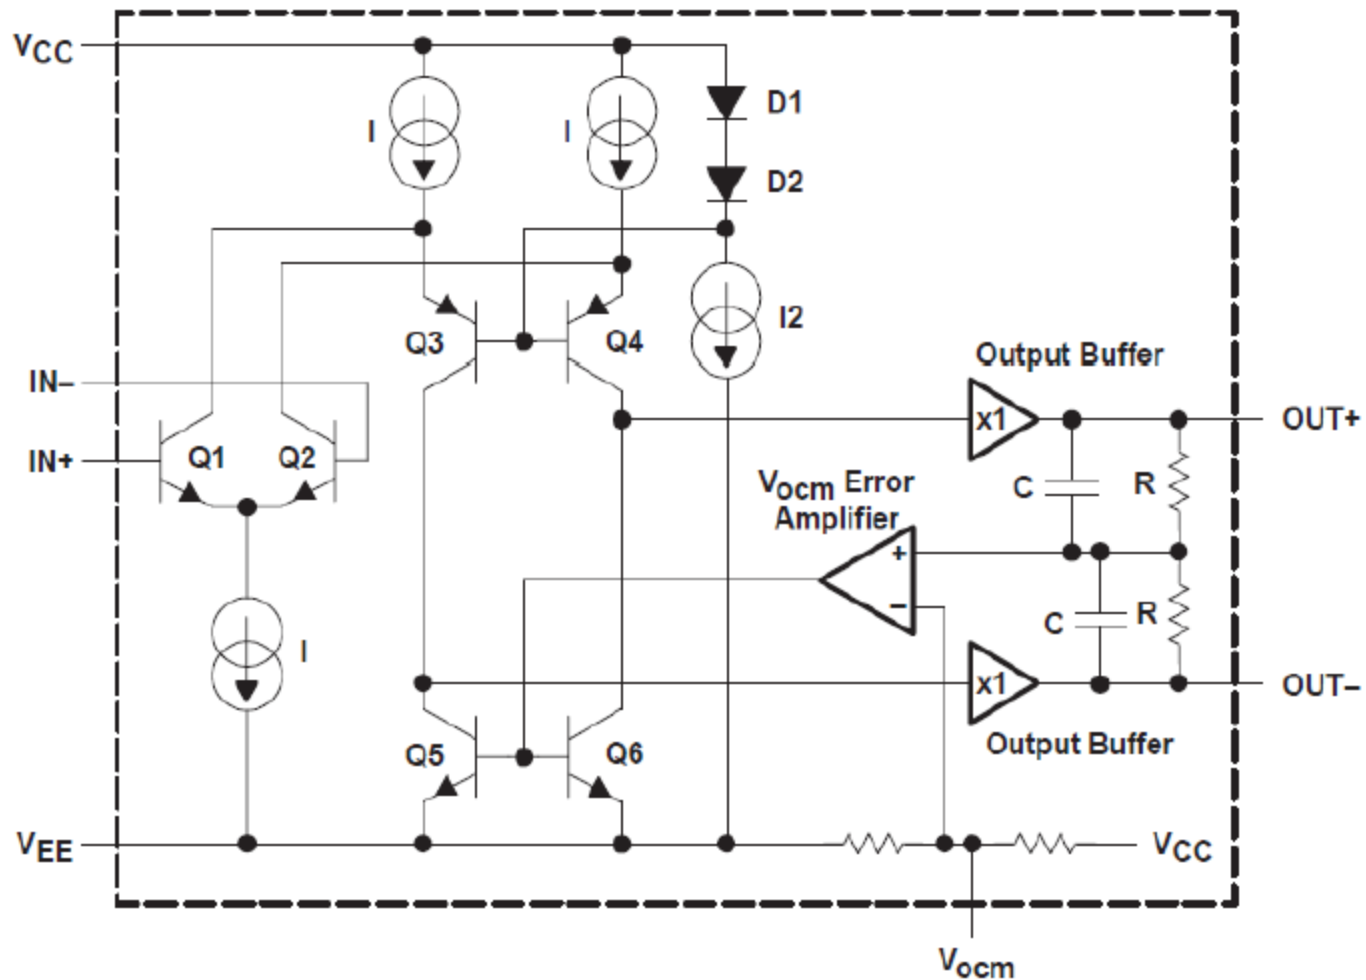 VCC
I
I
D1
D2
I2
Q3
Q4
Output Buffer
IN–
x1
OUT+
IN+
Q1
Q2
Vocm Error
Amplifier
C
R
+
–
C
R
I
x1
OUT–
Q5
Q6
Output Buffer
VEE
VCC
Vocm